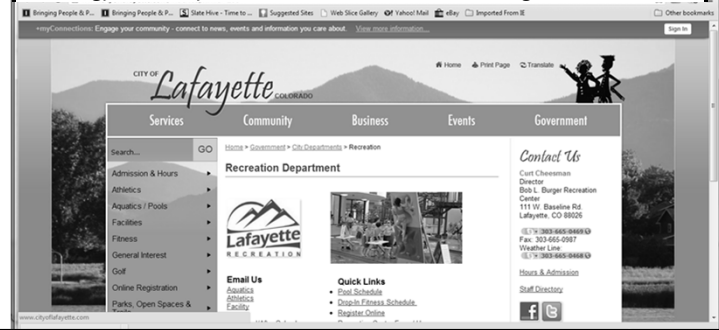 Bringing People & P...  Bringing People & P...  Slate Hive - Time to ...  Suggested Sites  Web Slice Gallery  Yahoo! Mail  eBay  Imported From IE  Other bookmarks
+myConnections: Engage your community - connect to news, events and information you care about. View more information...  Sign In
Home  Print Page  Translate
CITY OF
Lafayette
COLORADO
Services  Community  Business  Events  Government
Search...  GO
Admission & Hours
Athletics
Aquatics / Pools
Facilities
Fitness
General Interest
Golf
Online Registration
Parks, Open Spaces &
Home > Government > City Departments > Recreation
Recreation Department
Lafayette
RECREATION
Email Us
Aquatics
Athletics
Facility
Quick Links
Pool Schedule
Drop-In Fitness Schedule
Register Online
Contact Us
Curt Cheesman
Director
Bob L. Burger Recreation
Center
111 W. Baseline Rd.
Lafayette, CO 80026
303-665-0469
Fax: 303-665-0987
Weather Line:
303-665-0468
Hours & Admission
Staff Directory
www.cityoflafayette.com